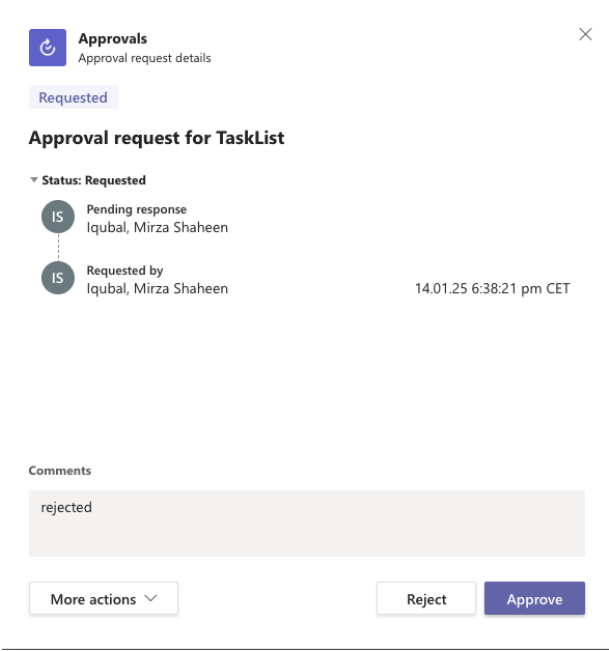 Approvals
Approval request details
Requested
Approval request for TaskList
Status: Requested
IS
Pending response
Iqubal, Mirza Shaheen
IS
Requested by
Iqubal, Mirza Shaheen 14.01.25 6:38:21 pm CET
Comments
rejected
More actions Reject Approve